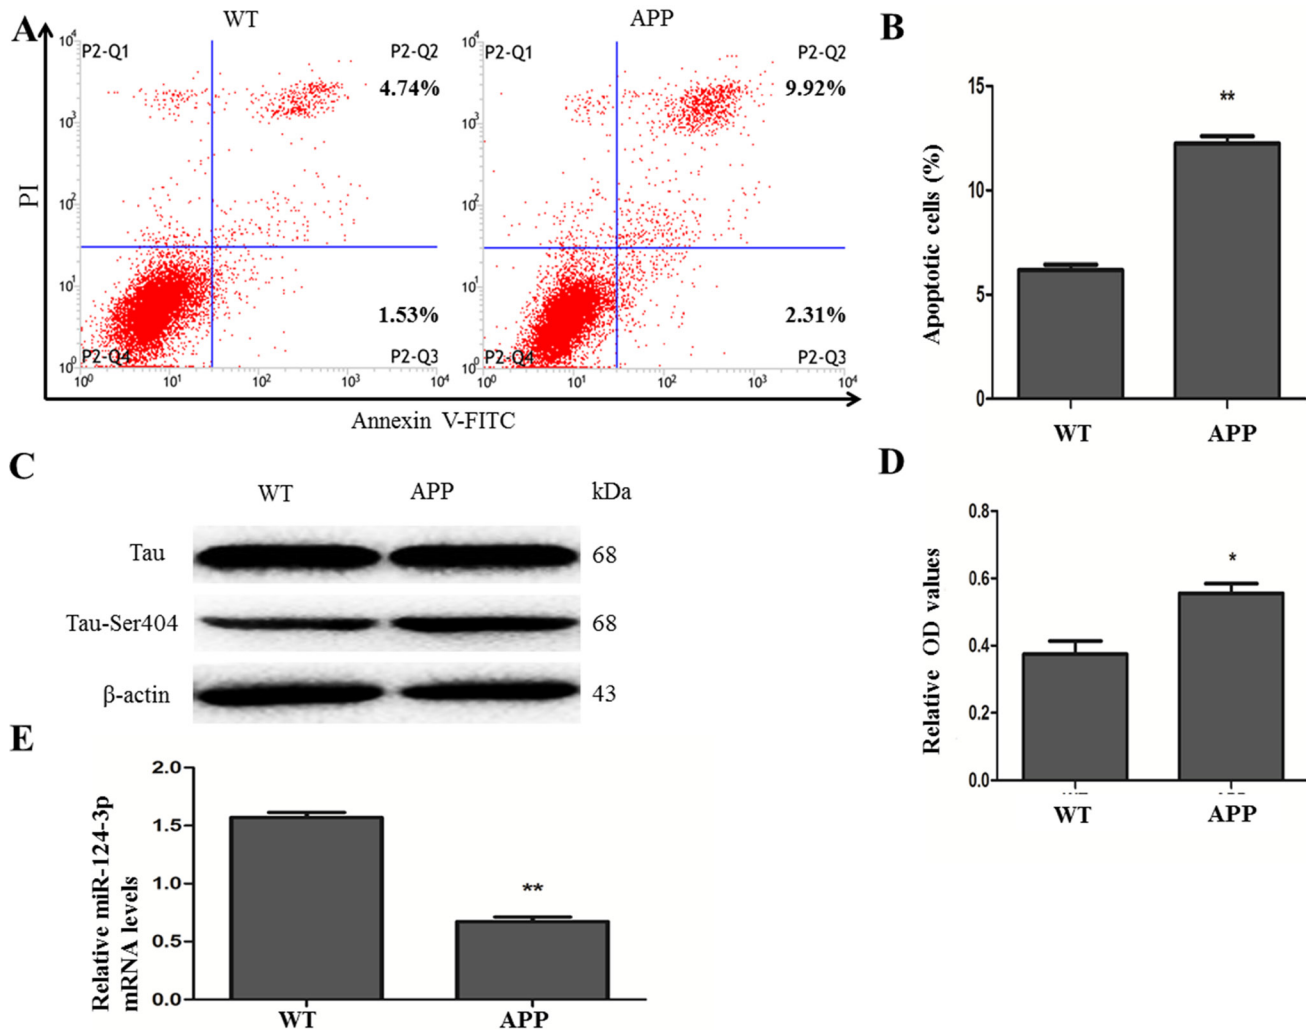 A
WT
APP
10⁴
P2-Q1
P2-Q2
4.74%
10³
10²
10¹
10⁰
P2-Q4
1.53%
P2-Q3
10⁰
10¹
10²
10³
10⁴
10⁴
P2-Q1
P2-Q2
9.92%
10³
10²
10¹
10⁰
P2-Q4
2.31%
P2-Q3
10⁰
10¹
10²
10³
10⁴
PI
Annexin V-FITC
B
Apoptotic cells (%)
15
10
5
0
**
WT
APP
C
WT
APP
kDa
Tau
68
Tau-Ser404
68
β-actin
43
D
Relative OD values
0.8
0.6
0.4
0.2
0.0
*
WT
APP
E
Relative miR-124-3p
mRNA levels
2.0
1.5
1.0
0.5
0.0
**
WT
APP